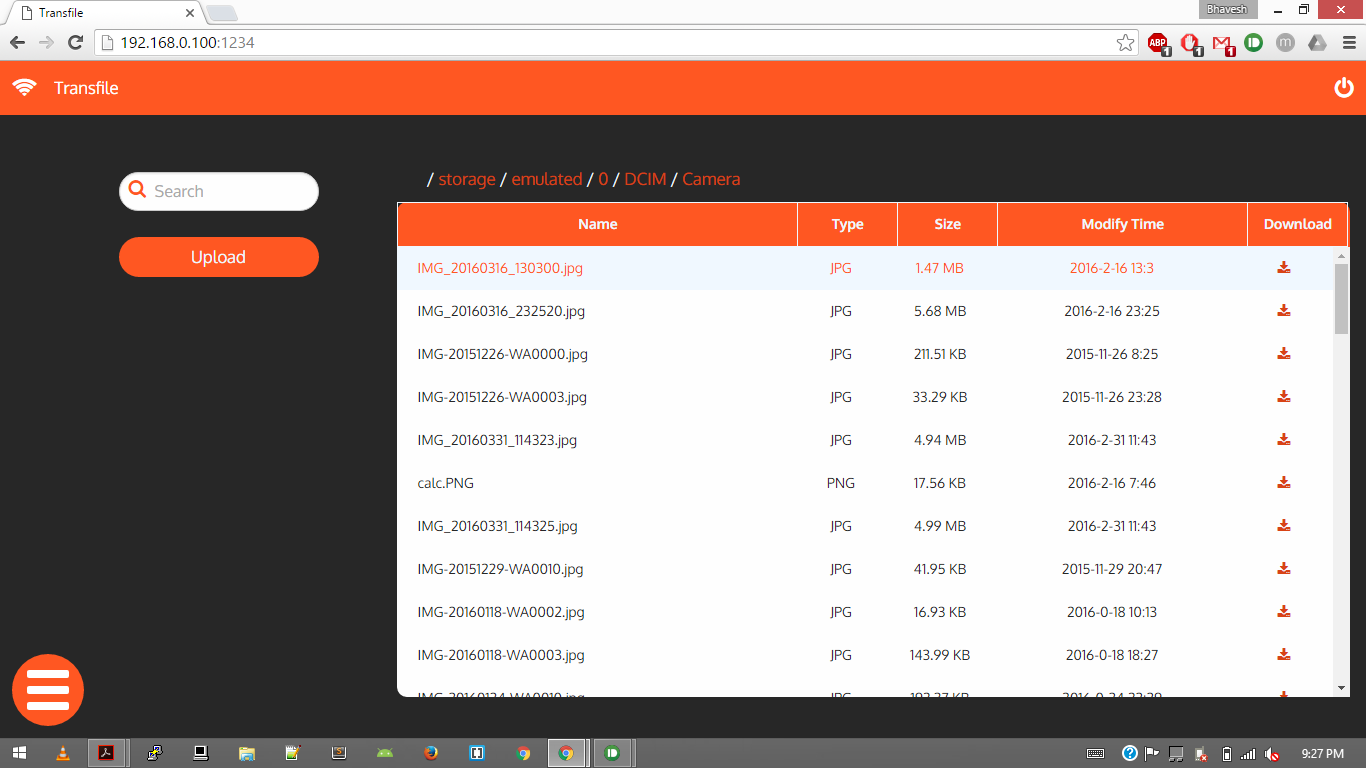 Transfile
Bhavesh
192.168.0.100:1234
ABP 1 1 1 m
Transfile
Search
Upload
/ storage / emulated / 0 / DCIM / Camera
Name Type Size Modify Time Download
IMG_20160316_130300.jpg JPG 1.47 MB 2016-2-16 13:3
IMG_20160316_232520.jpg JPG 5.68 MB 2016-2-16 23:25
IMG-20151226-WA0000.jpg JPG 211.51 KB 2015-11-26 8:25
IMG-20151226-WA0003.jpg JPG 33.29 KB 2015-11-26 23:28
IMG_20160331_114323.jpg JPG 4.94 MB 2016-2-31 11:43
calc.PNG PNG 17.56 KB 2016-2-16 7:46
IMG_20160331_114325.jpg JPG 4.99 MB 2016-2-31 11:43
IMG-20151229-WA0010.jpg JPG 41.95 KB 2015-11-29 20:47
IMG-20160118-WA0002.jpg JPG 16.93 KB 2016-0-18 10:13
IMG-20160118-WA0003.jpg JPG 143.99 KB 2016-0-18 18:27
9:27 PM